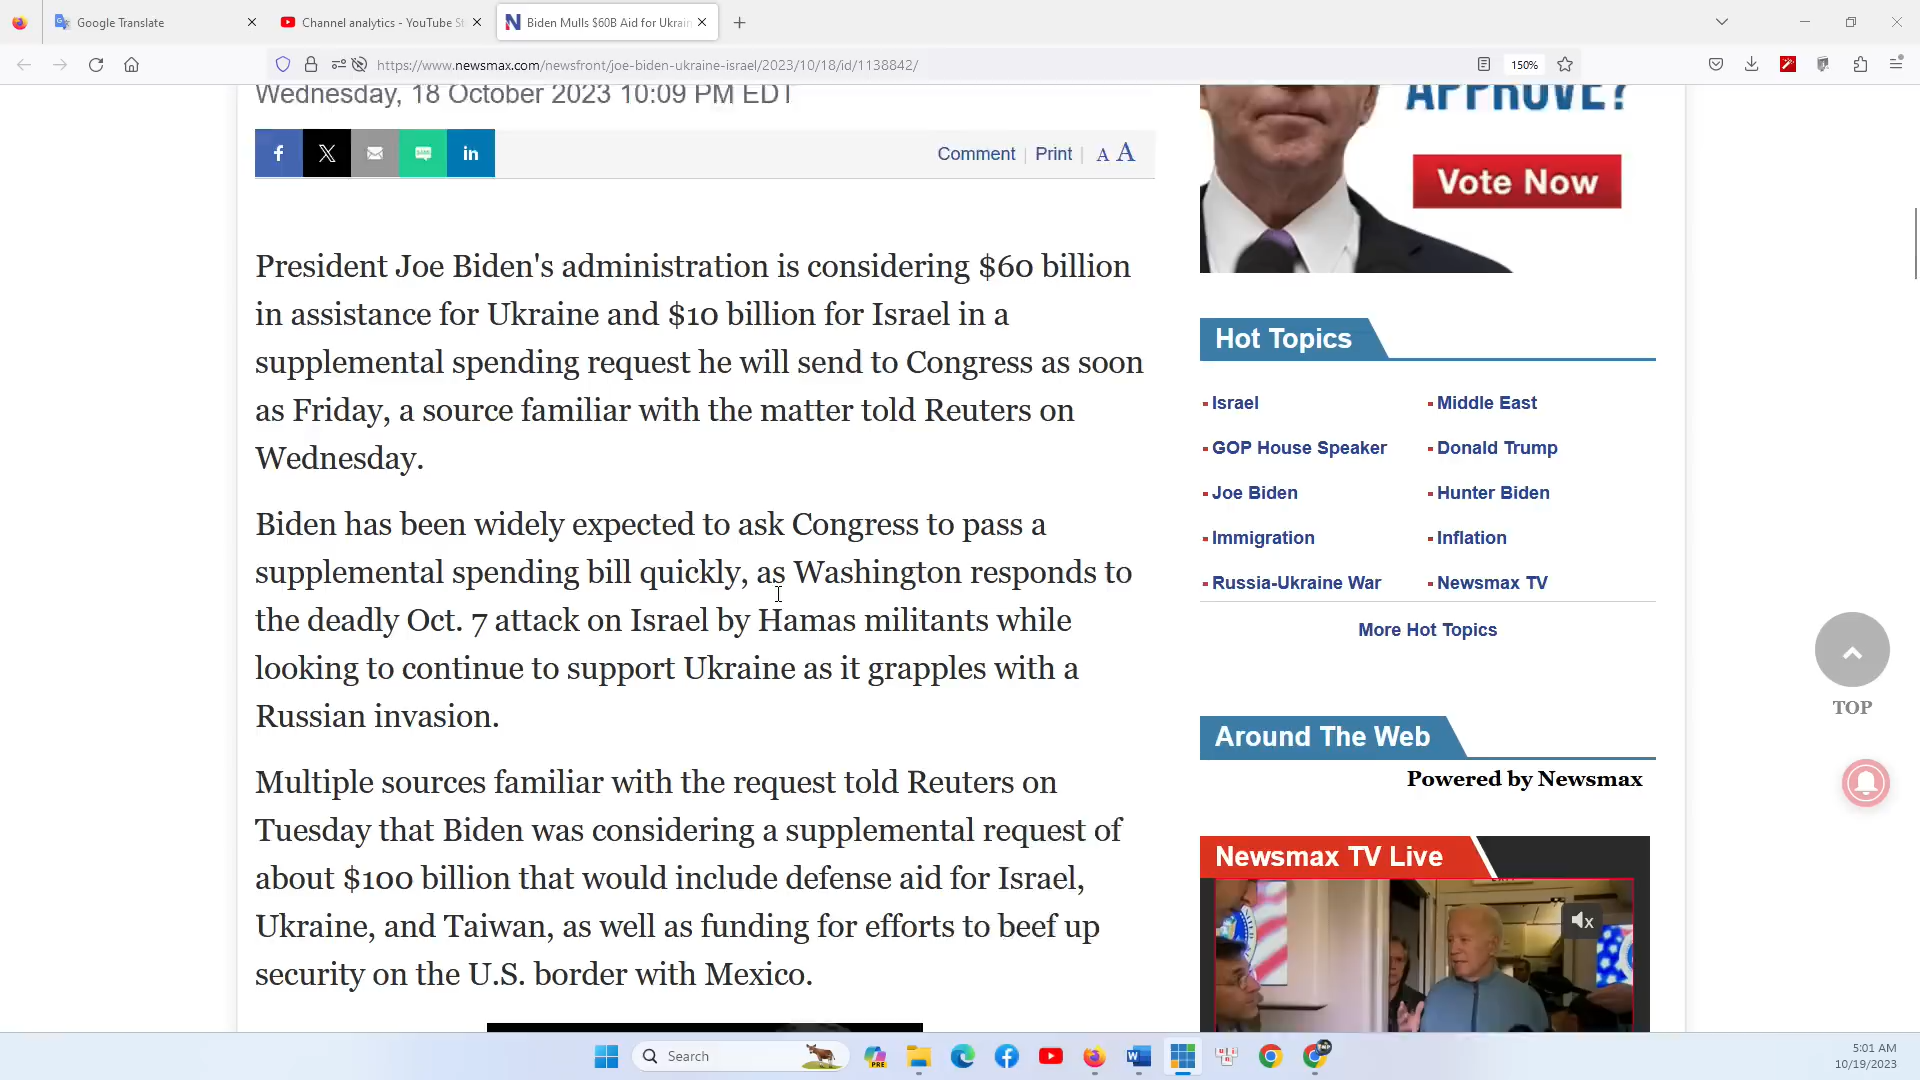 Google Translate
Channel analytics - YouTube St
Biden Mulls $60B Aid for Ukrain
https://www.newsmax.com/newsfront/joe-biden-ukraine-israel/2023/10/18/id/1138842/
150%
Wednesday, 18 October 2023 10:09 PM EDT
Comment | Print | A A
President Joe Biden's administration is considering $60 billion
in assistance for Ukraine and $10 billion for Israel in a
supplemental spending request he will send to Congress as soon
as Friday, a source familiar with the matter told Reuters on
Wednesday.
Biden has been widely expected to ask Congress to pass a
supplemental spending bill quickly, as Washington responds to
the deadly Oct. 7 attack on Israel by Hamas militants while
looking to continue to support Ukraine as it grapples with a
Russian invasion.
Multiple sources familiar with the request told Reuters on
Tuesday that Biden was considering a supplemental request of
about $100 billion that would include defense aid for Israel,
Ukraine, and Taiwan, as well as funding for efforts to beef up
security on the U.S. border with Mexico.
APPROVE?
Vote Now
Hot Topics
Israel
Middle East
GOP House Speaker
Donald Trump
Joe Biden
Hunter Biden
Immigration
Inflation
Russia-Ukraine War
Newsmax TV
More Hot Topics
Around The Web
Powered by Newsmax
Newsmax TV Live
TOP
Search
5:01 AM
10/19/2023